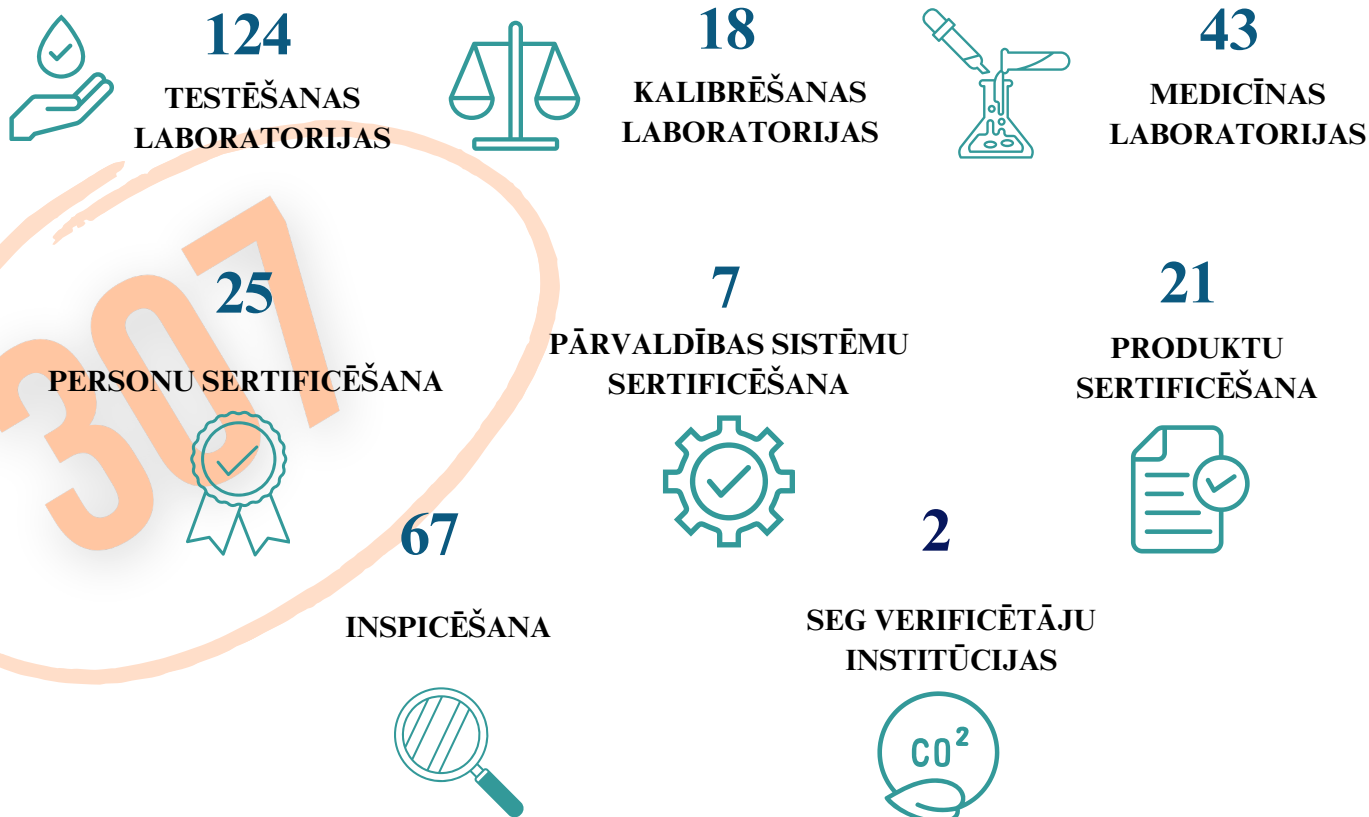 124
TESTĒŠANAS
LABORATORIJAS
18
KALIBRĒŠANAS
LABORATORIJAS
43
MEDICĪNAS
LABORATORIJAS
307
25
PERSONU SERTIFICĒŠANA
7
PĀRVALDĪBAS SISTĒMU
SERTIFICĒŠANA
21
PRODUKTU
SERTIFICĒŠANA
67
INSPICĒŠANA
2
SEG VERIFICĒTĀJU
INSTITŪCIJAS
CO²